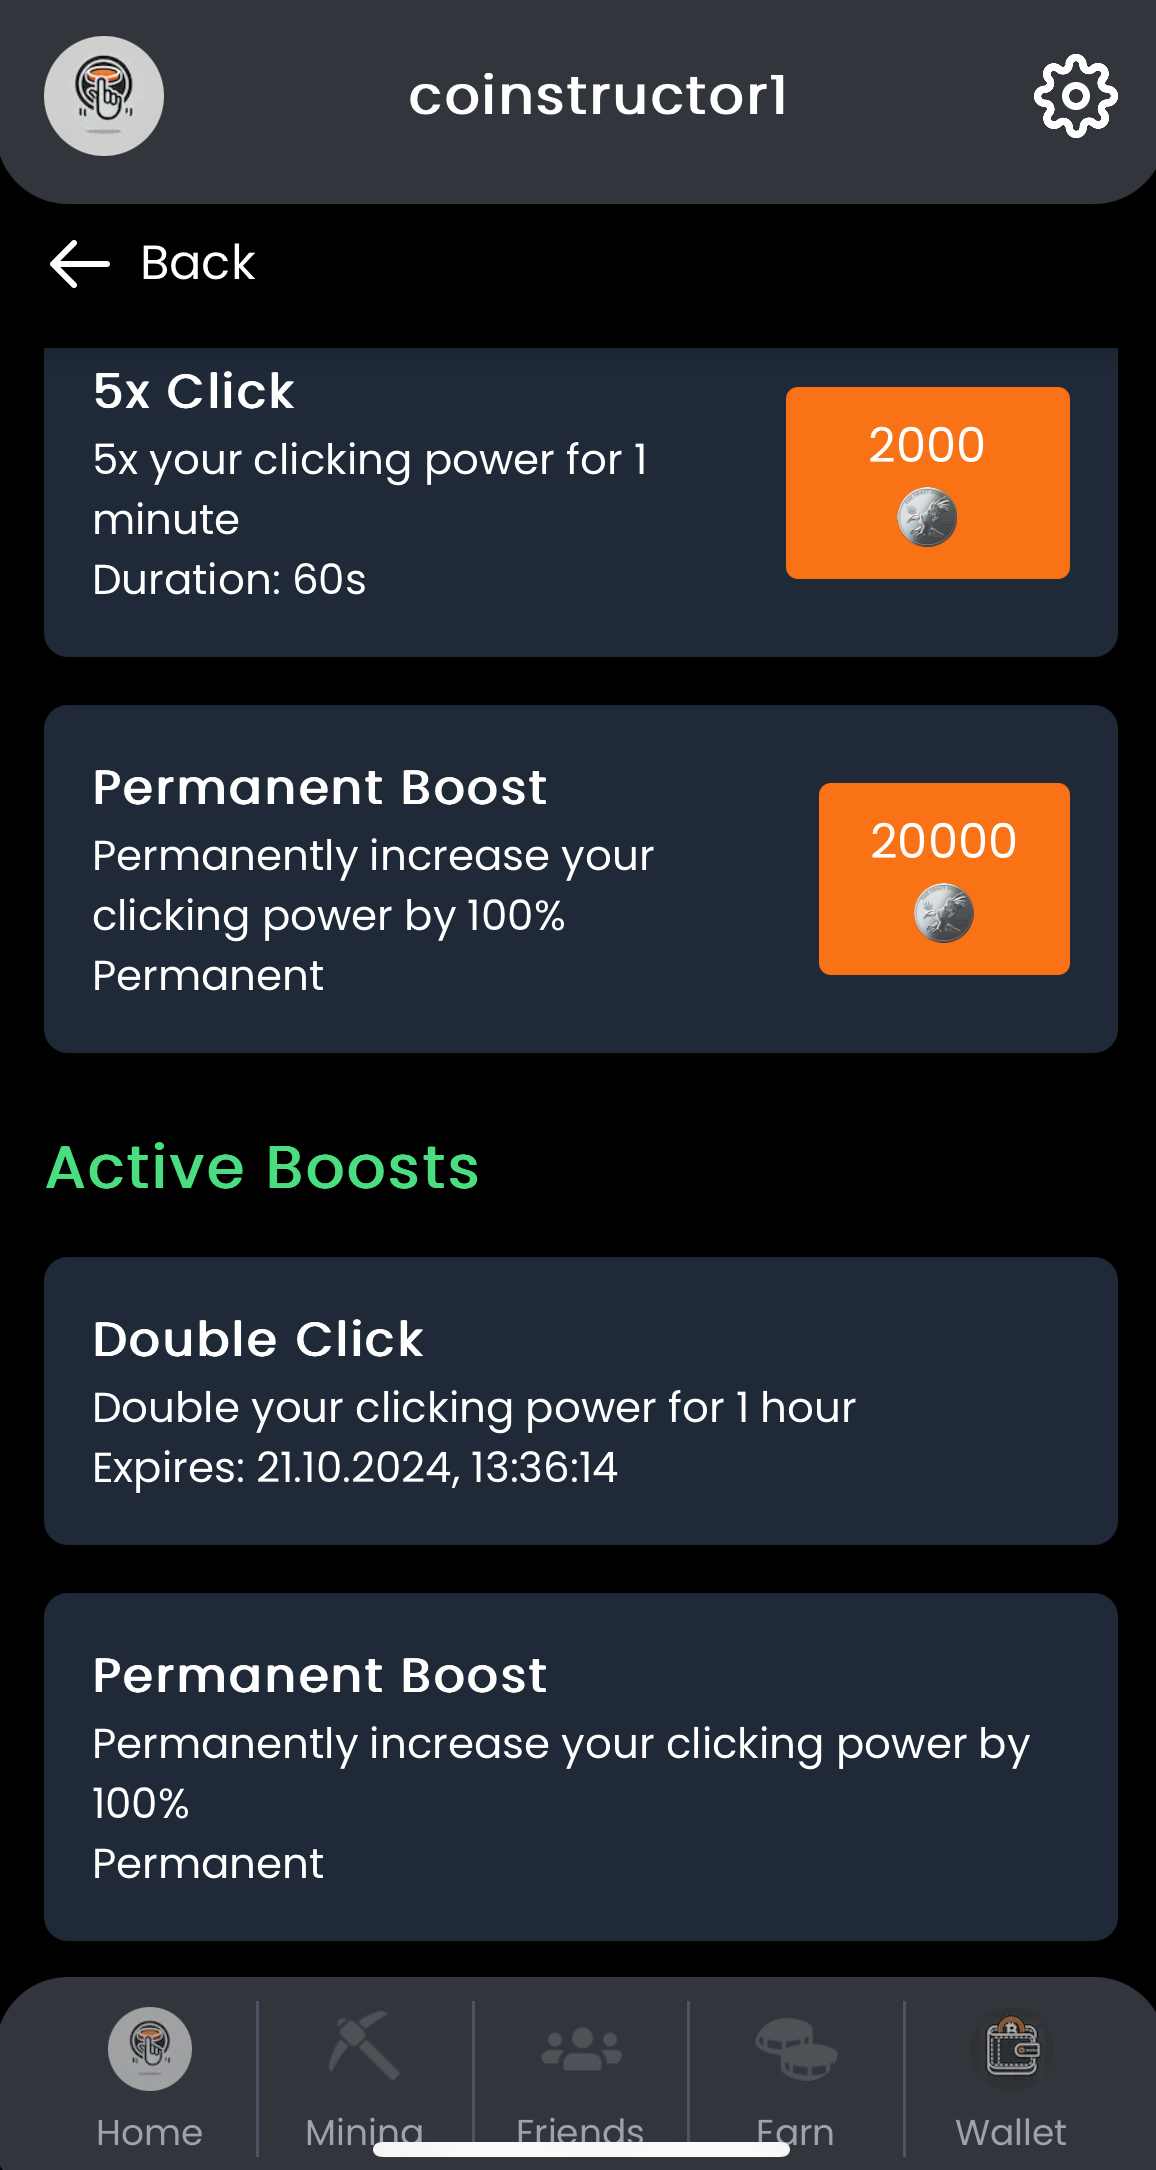 coinstructor1
Back
5x Click
5x your clicking power for 1
minute
Duration: 60s
2000
Permanent Boost
Permanently increase your
clicking power by 100%
Permanent
20000
Active Boosts
Double Click
Double your clicking power for 1 hour
Expires: 21.10.2024, 13:36:14
Permanent Boost
Permanently increase your clicking power by
100%
Permanent
Home
Mining
Friends
Earn
Wallet